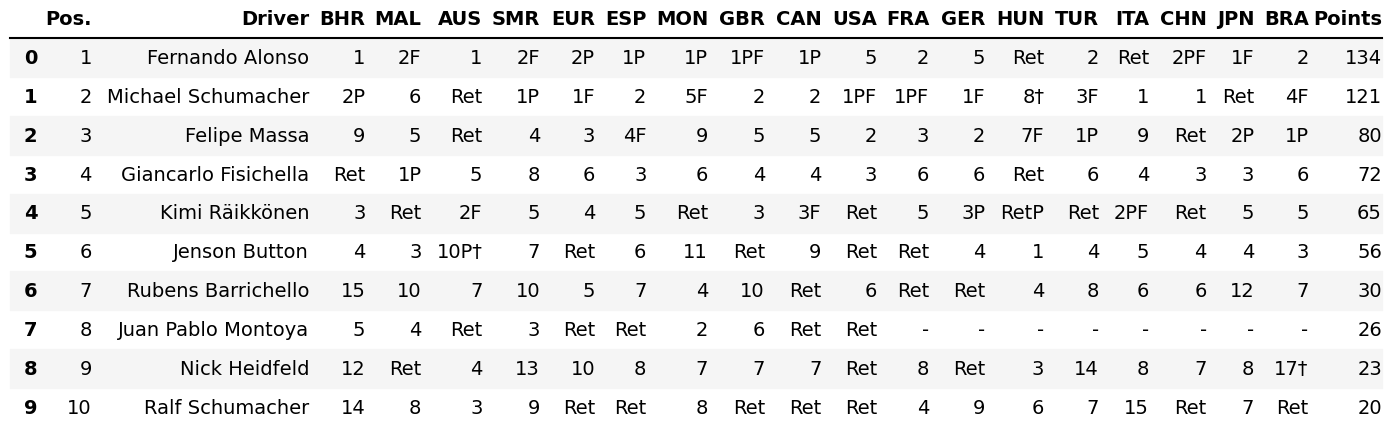 Pos. Driver BHR MAL AUS SMR EUR ESP MON GBR CAN USA FRA GER HUN TUR ITA CHN JPN BRA Points
0 1 Fernando Alonso 1 2F 1 2F 2P 1P 1P 1PF 1P 5 2 5 Ret 2 Ret 2PF 1F 2 134
1 2 Michael Schumacher 2P 6 Ret 1P 1F 2 5F 2 2 1PF 1PF 1F 8† 3F 1 1 Ret 4F 121
2 3 Felipe Massa 9 5 Ret 4 3 4F 9 5 5 2 3 2 7F 1P 9 Ret 2P 1P 80
3 4 Giancarlo Fisichella Ret 1P 5 8 6 3 6 4 4 3 6 6 Ret 6 4 3 3 6 72
4 5 Kimi Räikkönen 3 Ret 2F 5 4 5 Ret 3 3F Ret 5 3P RetP Ret 2PF Ret 5 5 65
5 6 Jenson Button 4 3 10P† 7 Ret 6 11 Ret 9 Ret Ret 4 1 4 5 4 4 3 56
6 7 Rubens Barrichello 15 10 7 10 5 7 4 10 Ret 6 Ret Ret 4 8 6 6 12 7 30
7 8 Juan Pablo Montoya 5 4 Ret 3 Ret Ret 2 6 Ret Ret - - - - - - - - 26
8 9 Nick Heidfeld 12 Ret 4 13 10 8 7 7 7 Ret 8 Ret 3 14 8 7 8 17† 23
9 10 Ralf Schumacher 14 8 3 9 Ret Ret 8 Ret Ret Ret 4 9 6 7 15 Ret 7 Ret 20